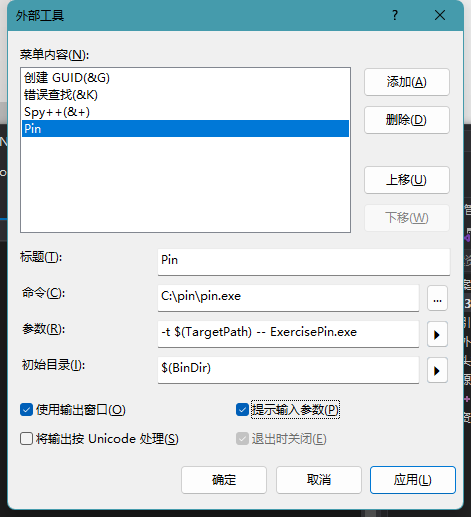 外部工具
菜单内容(N):
创建 GUID(&G)
错误查找(&K)
Spy++(&+)
Pin
添加(A)
删除(D)
上移(U)
下移(W)
标题(T):
Pin
命令(C):
C:\pin\pin.exe
...
参数(R):
-t $(TargetPath) -- ExercisePin.exe
初始目录(I):
$(BinDir)
使用输出窗口(O)
提示输入参数(P)
将输出按 Unicode 处理(S)
退出时关闭(E)
确定
取消
应用(L)